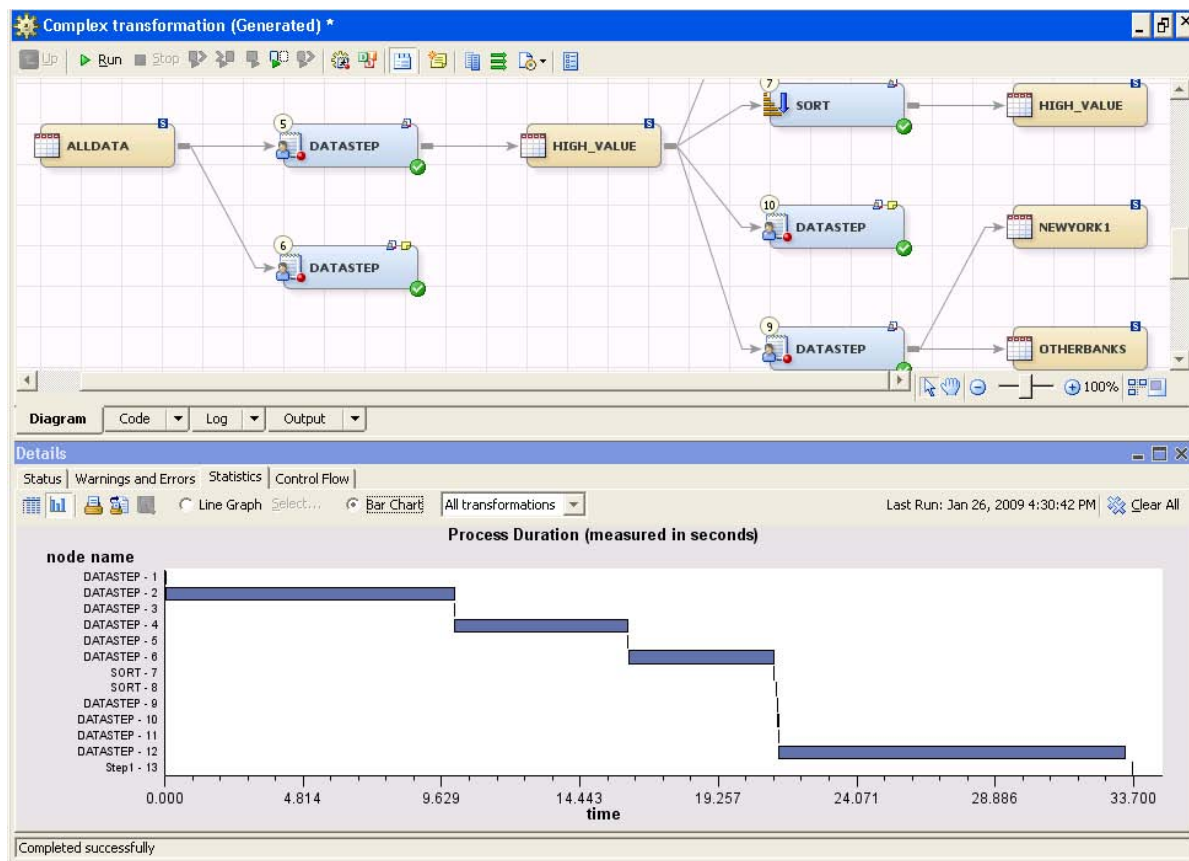 Complex transformation (Generated) *
Up Run Stop
7 SORT HIGH_VALUE
ALLDATA 5 DATASTEP HIGH_VALUE
10 DATASTEP NEWYORK1
6 DATASTEP
9 DATASTEP OTHERBANKS
100%
Diagram Code Log Output
Details
Status Warnings and Errors Statistics Control Flow
Line Graph Select... Bar Chart All transformations Last Run: Jan 26, 2009 4:30:42 PM Clear All
Process Duration (measured in seconds)
node name
DATASTEP - 1
DATASTEP - 2
DATASTEP - 3
DATASTEP - 4
DATASTEP - 5
DATASTEP - 6
SORT - 7
SORT - 8
DATASTEP - 9
DATASTEP - 10
DATASTEP - 11
DATASTEP - 12
Step1 - 13
0.000 4.814 9.629 14.443 19.257 24.071 28.886 33.700
time
Completed successfully